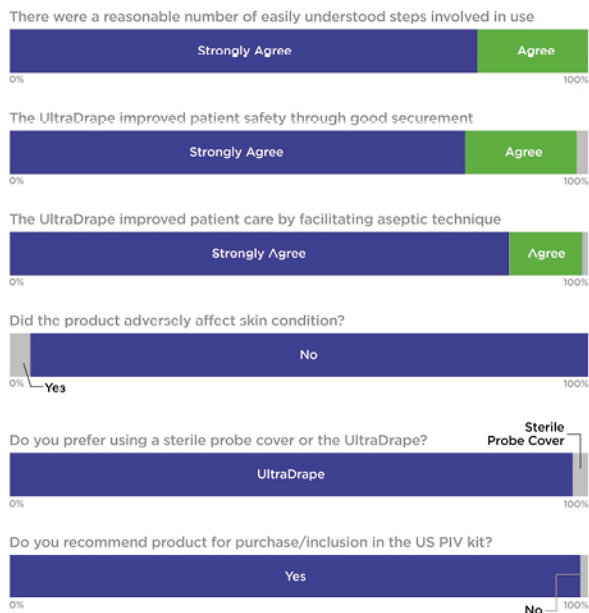 There were a reasonable number of easily understood steps involved in use
Strongly Agree Agree
0% 100%
The UltraDrape improved patient safety through good securement
Strongly Agree Agree
0% 100%
The UltraDrape improved patient care by facilitating aseptic technique
Strongly Agree Agree
0% 100%
Did the product adversely affect skin condition?
No
0% Yes 100%
Do you prefer using a sterile probe cover or the UltraDrape?
Sterile
Probe Cover
UltraDrape
0% 100%
Do you recommend product for purchase/inclusion in the US PIV kit?
Yes
0% No 100%